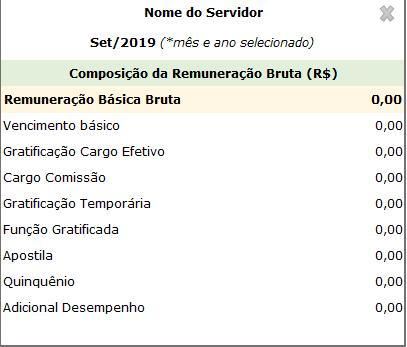 Nome do Servidor
Set/2019 (*mês e ano selecionado)
Composição da Remuneração Bruta (R$)
Remuneração Básica Bruta 0,00
Vencimento básico 0,00
Gratificação Cargo Efetivo 0,00
Cargo Comissão 0,00
Gratificação Temporária 0,00
Função Gratificada 0,00
Apostila 0,00
Quinquênio 0,00
Adicional Desempenho 0,00